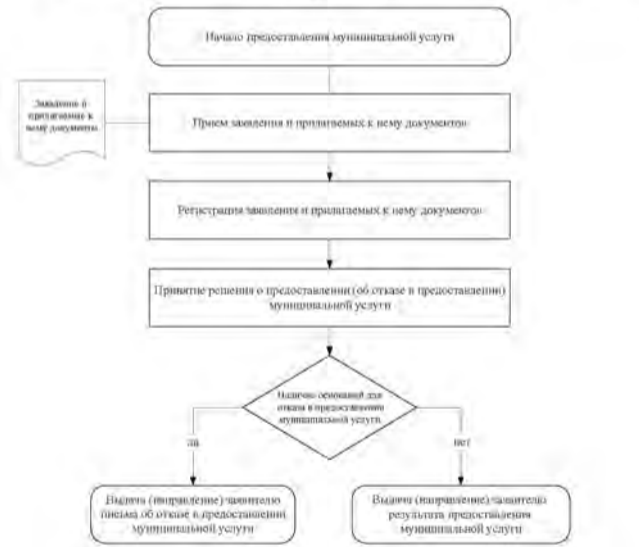 Начало предоставления муниципальной услуги
Заявление и
прилагаемые к
нему документы
Прием заявления и прилагаемых к нему документов
Регистрация заявления и прилагаемых к нему документов
Принятие решения о предоставлении (об отказе в предоставлении)
муниципальной услуги
Наличие оснований для
отказа в предоставлении
муниципальной услуги
да
нет
Выдача (направление) заявителю
письма об отказе в предоставлении
муниципальной услуги
Выдача (направление) заявителю
результата предоставления
муниципальной услуги